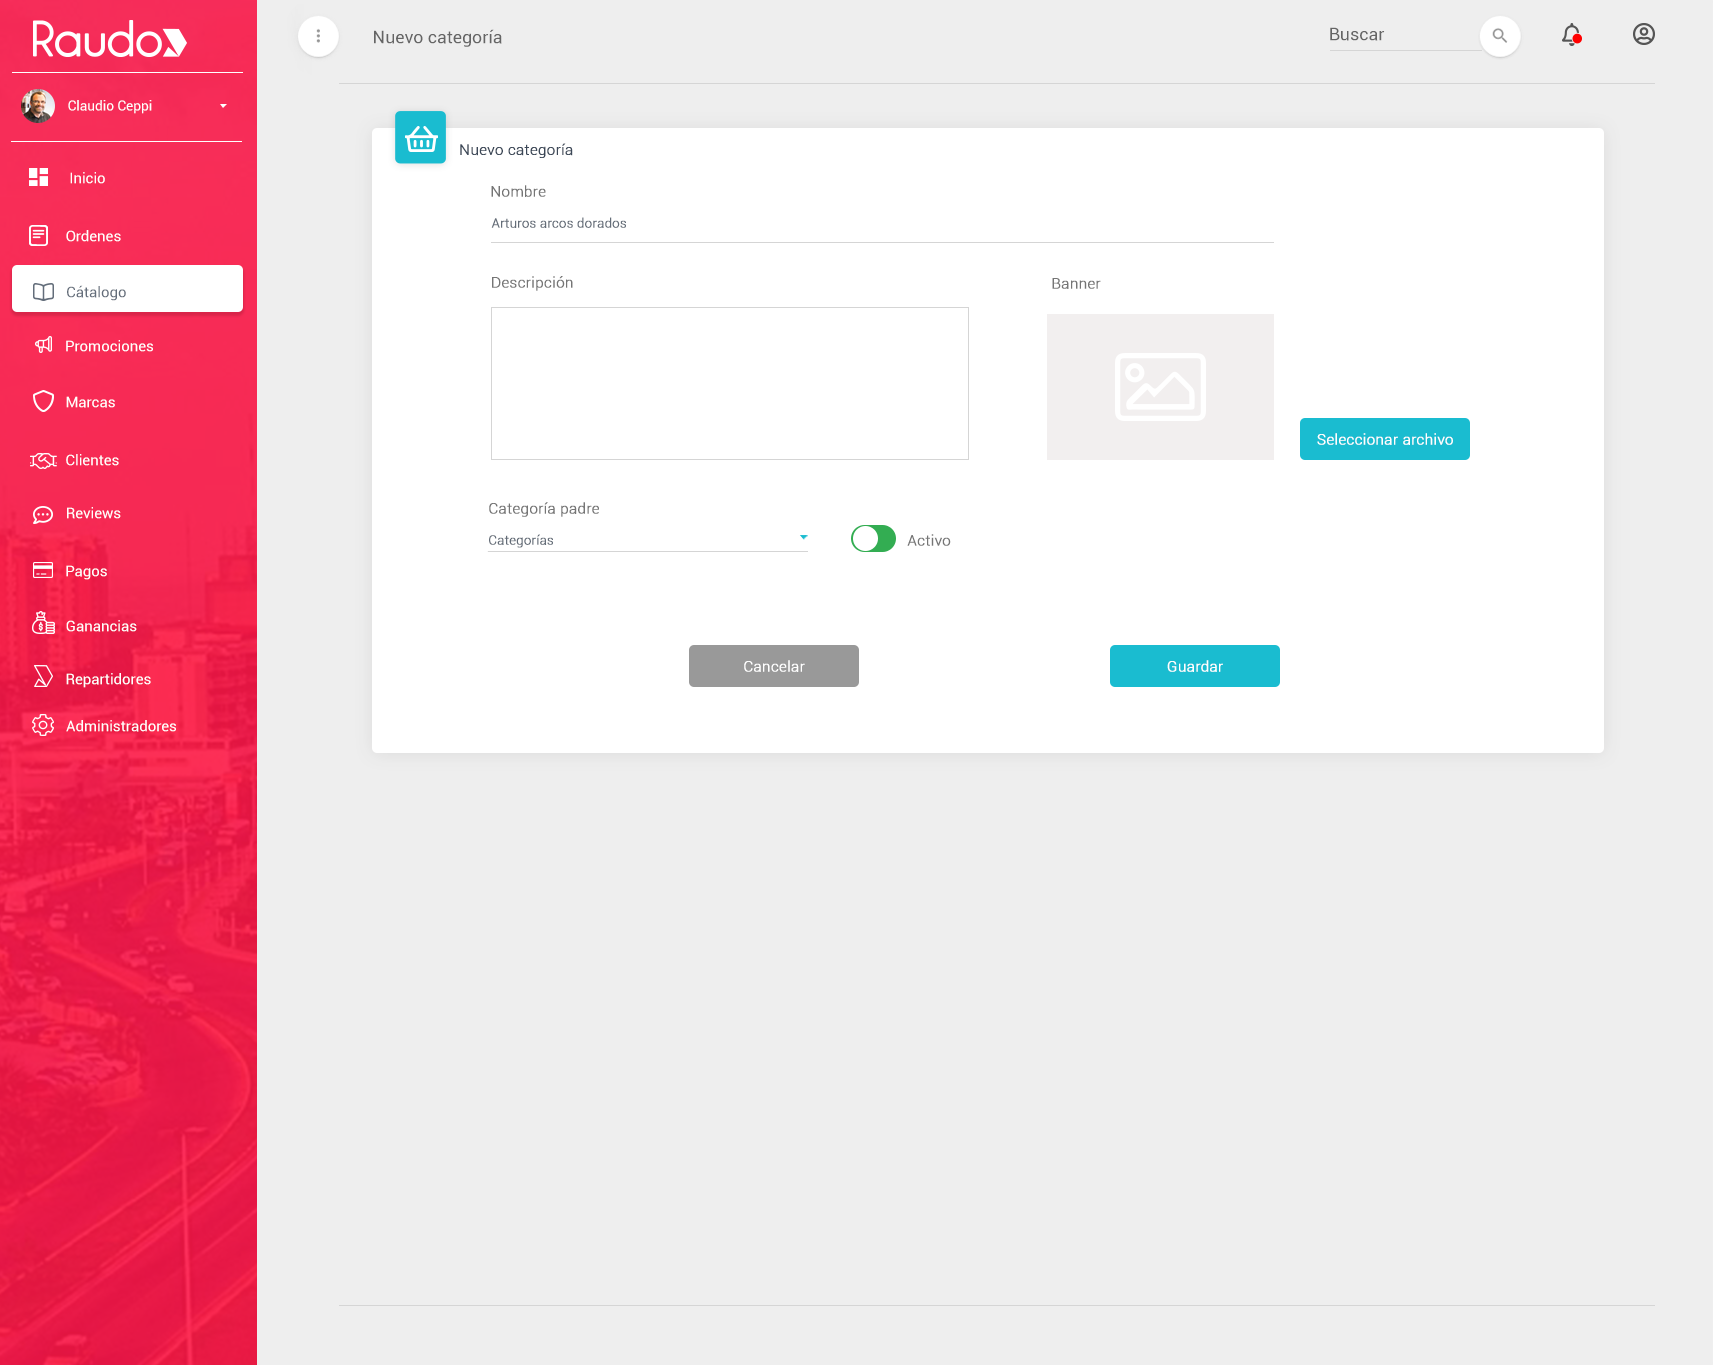 Raudo
Claudio Ceppi
Inicio
Ordenes
Cátalogo
Promociones
Marcas
Clientes
Reviews
Pagos
Ganancias
Repartidores
Administradores
Nuevo categoría
Buscar
Nuevo categoría
Nombre
Arturos arcos dorados
Descripción
Banner
Seleccionar archivo
Categoría padre
Categorías
Activo
Cancelar
Guardar